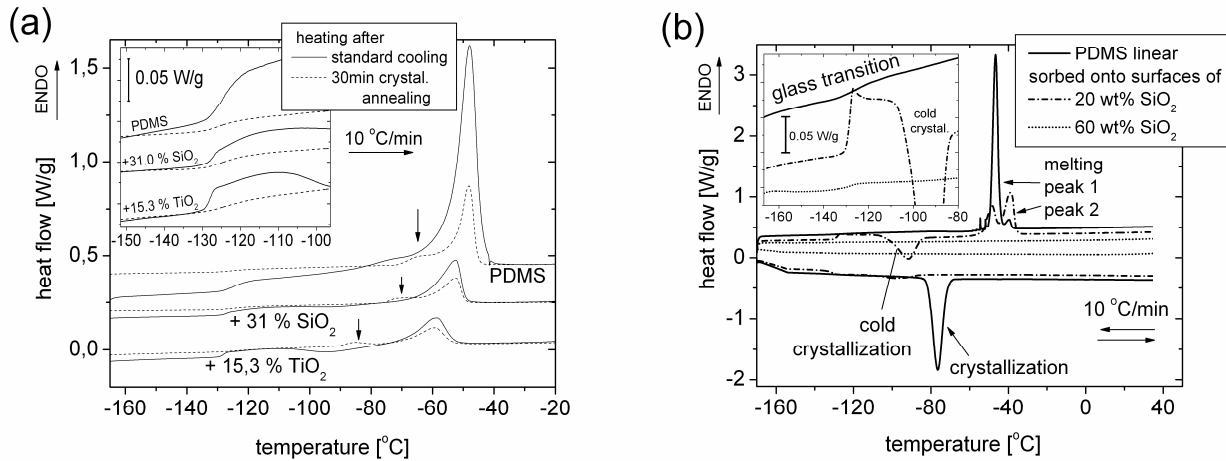 (a)
heating after
standard cooling
30min crystal.
annealing
0.05 W/g
PDMS
+31.0 % SiO₂
+15.3 % TiO₂
-150 -140 -130 -120 -110 -100
10 °C/min
ENDO
heat flow [W/g]
1,5
1,0
0,5
0,0
PDMS
+ 31 % SiO₂
+ 15,3 % TiO₂
-160 -140 -120 -100 -80 -60 -40 -20
temperature [°C]
(b)
PDMS linear
sorbed onto surfaces of
20 wt% SiO₂
60 wt% SiO₂
glass transition
0.05 W/g
cold
crystal.
-160 -140 -120 -100 -80
melting
peak 1
peak 2
ENDO
heat flow [W/g]
3
2
1
0
-1
-2
cold
crystallization
crystallization
10 °C/min
-160 -120 -80 -40 0 40
temperature [°C]